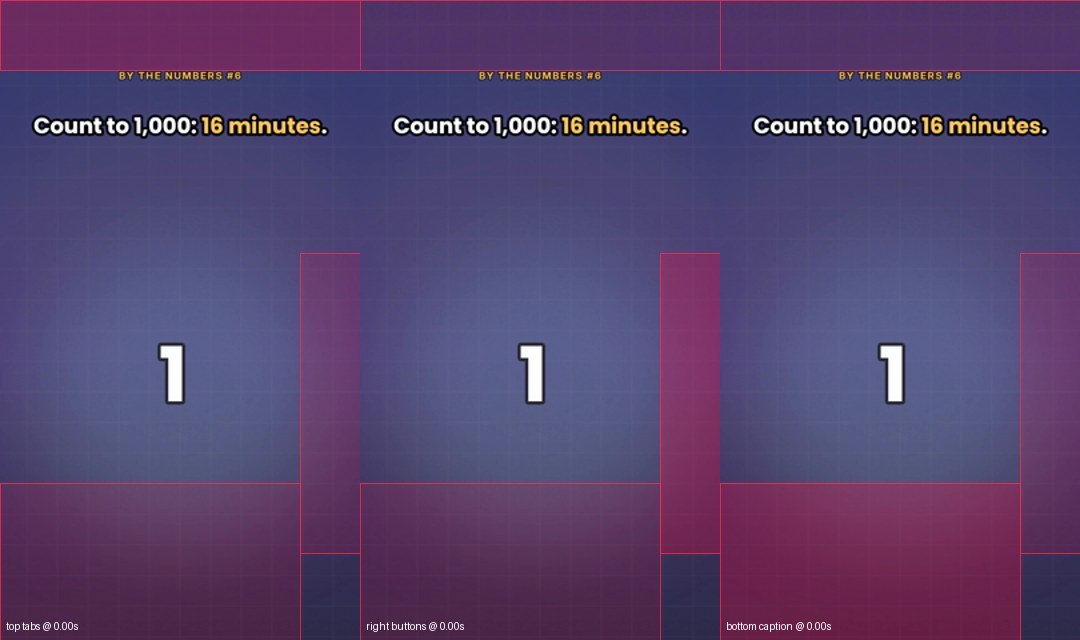 BY THE NUMBERS #6
Count to 1,000: 16 minutes.
1
top tabs @ 0.00s
BY THE NUMBERS #6
Count to 1,000: 16 minutes.
1
right buttons @ 0.00s
BY THE NUMBERS #6
Count to 1,000: 16 minutes.
1
bottom caption @ 0.00s